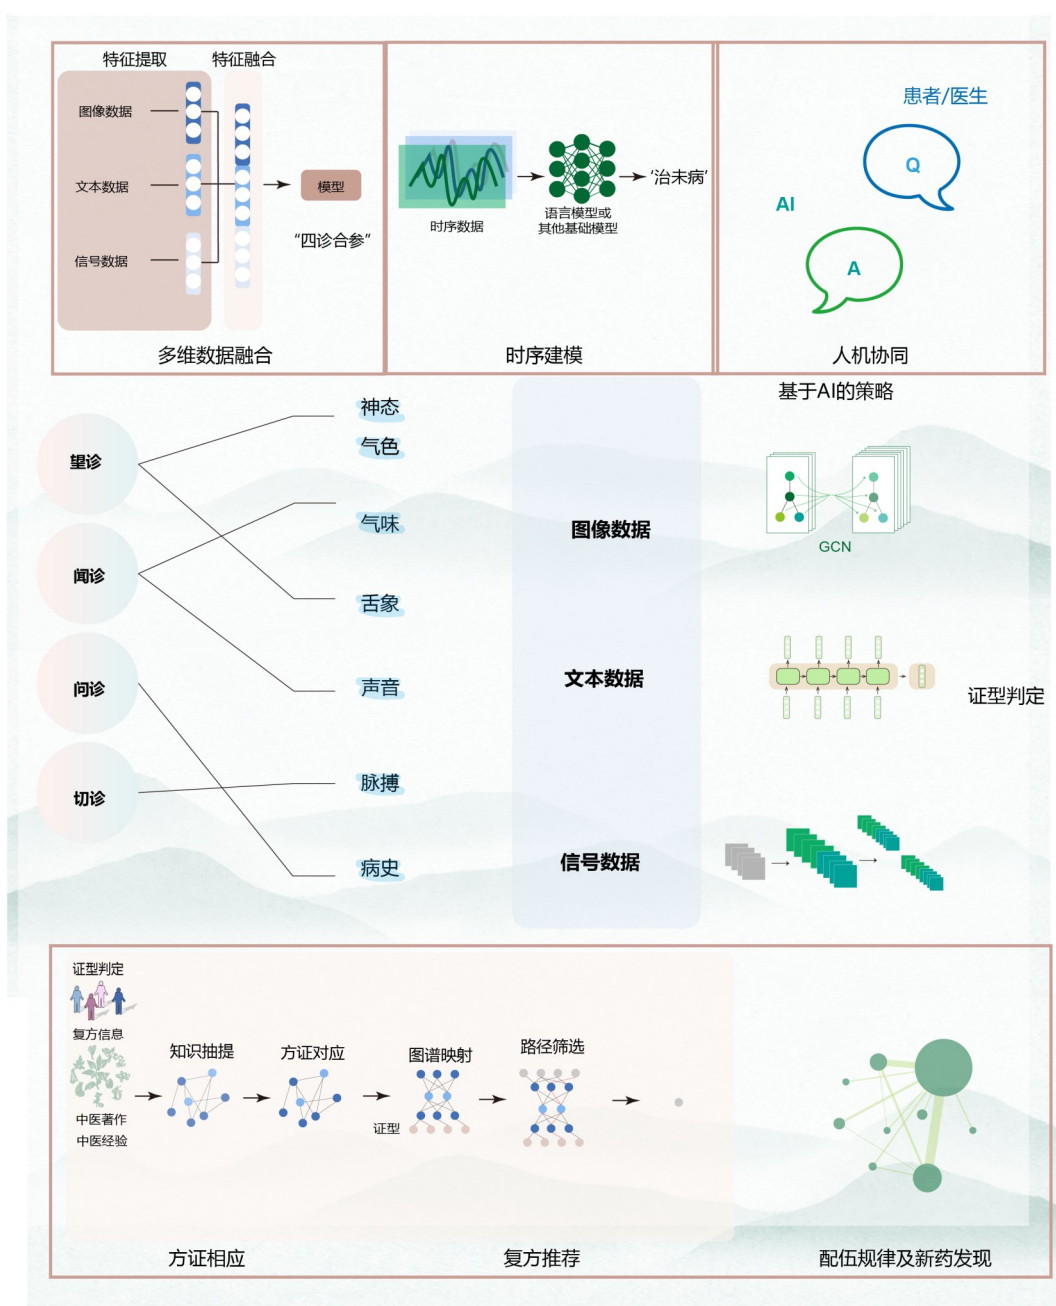 特征提取
特征融合
图像数据
文本数据
信号数据
模型
“四诊合参”
多维数据融合
时序数据
语言模型或
其他基础模型
'治未病'
时序建模
患者/医生
Q
AI
A
人机协同
基于AI的策略
望诊
闻诊
问诊
切诊
神态
气色
气味
舌象
声音
脉搏
病史
图像数据
文本数据
信号数据
GCN
证型判定
证型判定
复方信息
中医著作
中医经验
知识抽提
方证对应
图谱映射
证型
路径筛选
方证相应
复方推荐
配伍规律及新药发现